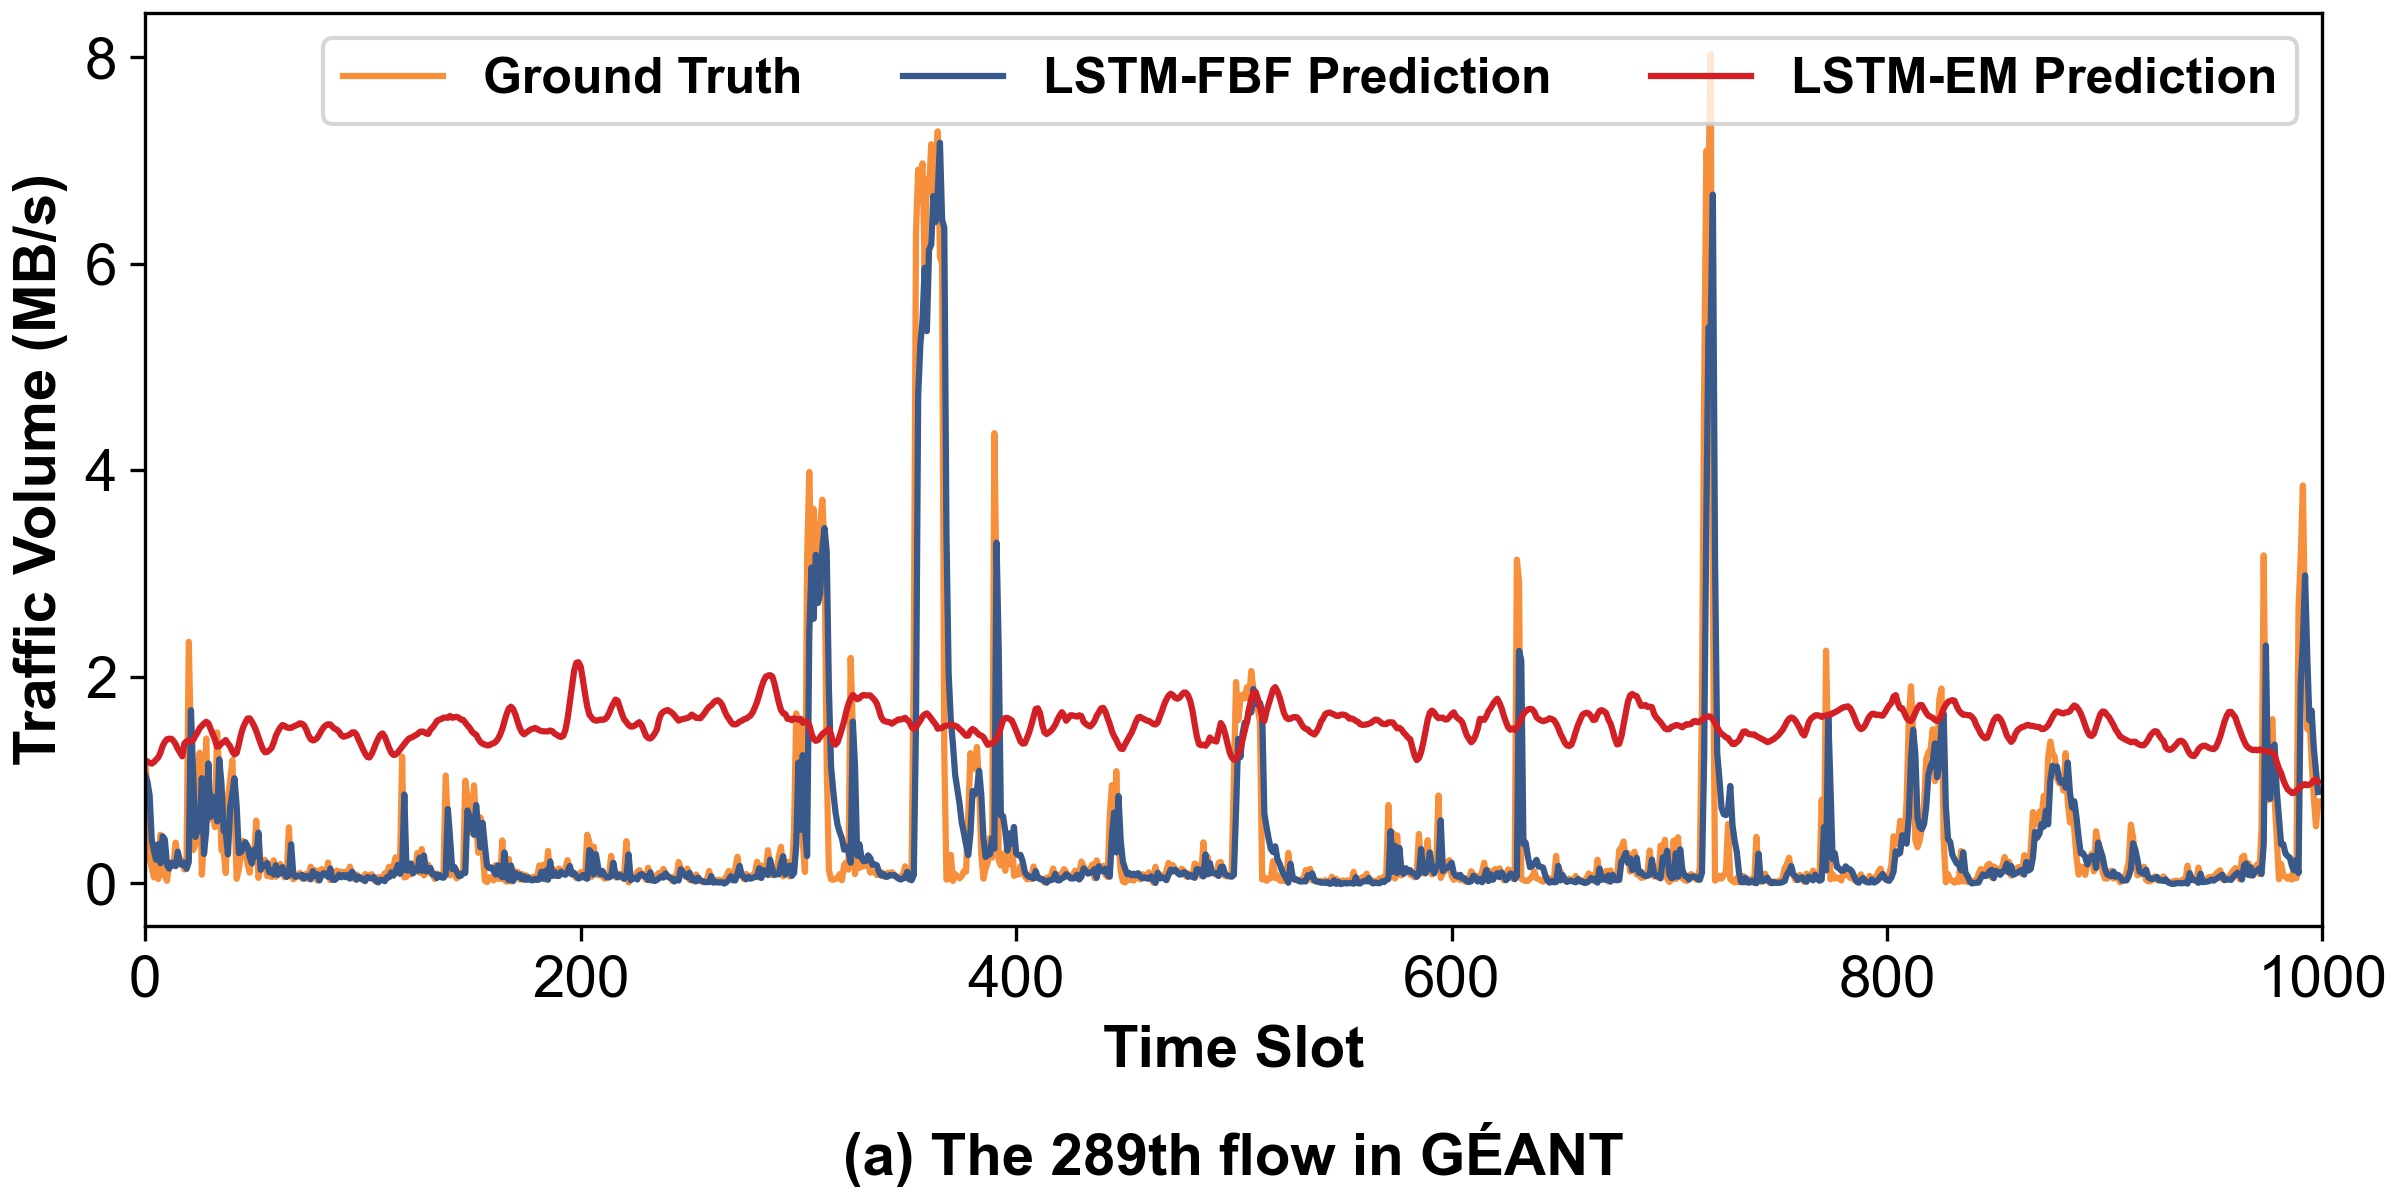 Ground Truth LSTM-FBF Prediction LSTM-EM Prediction
Traffic Volume (MB/s)
8
6
4
2
0
0 200 400 600 800 1000
Time Slot
(a) The 289th flow in GÉANT